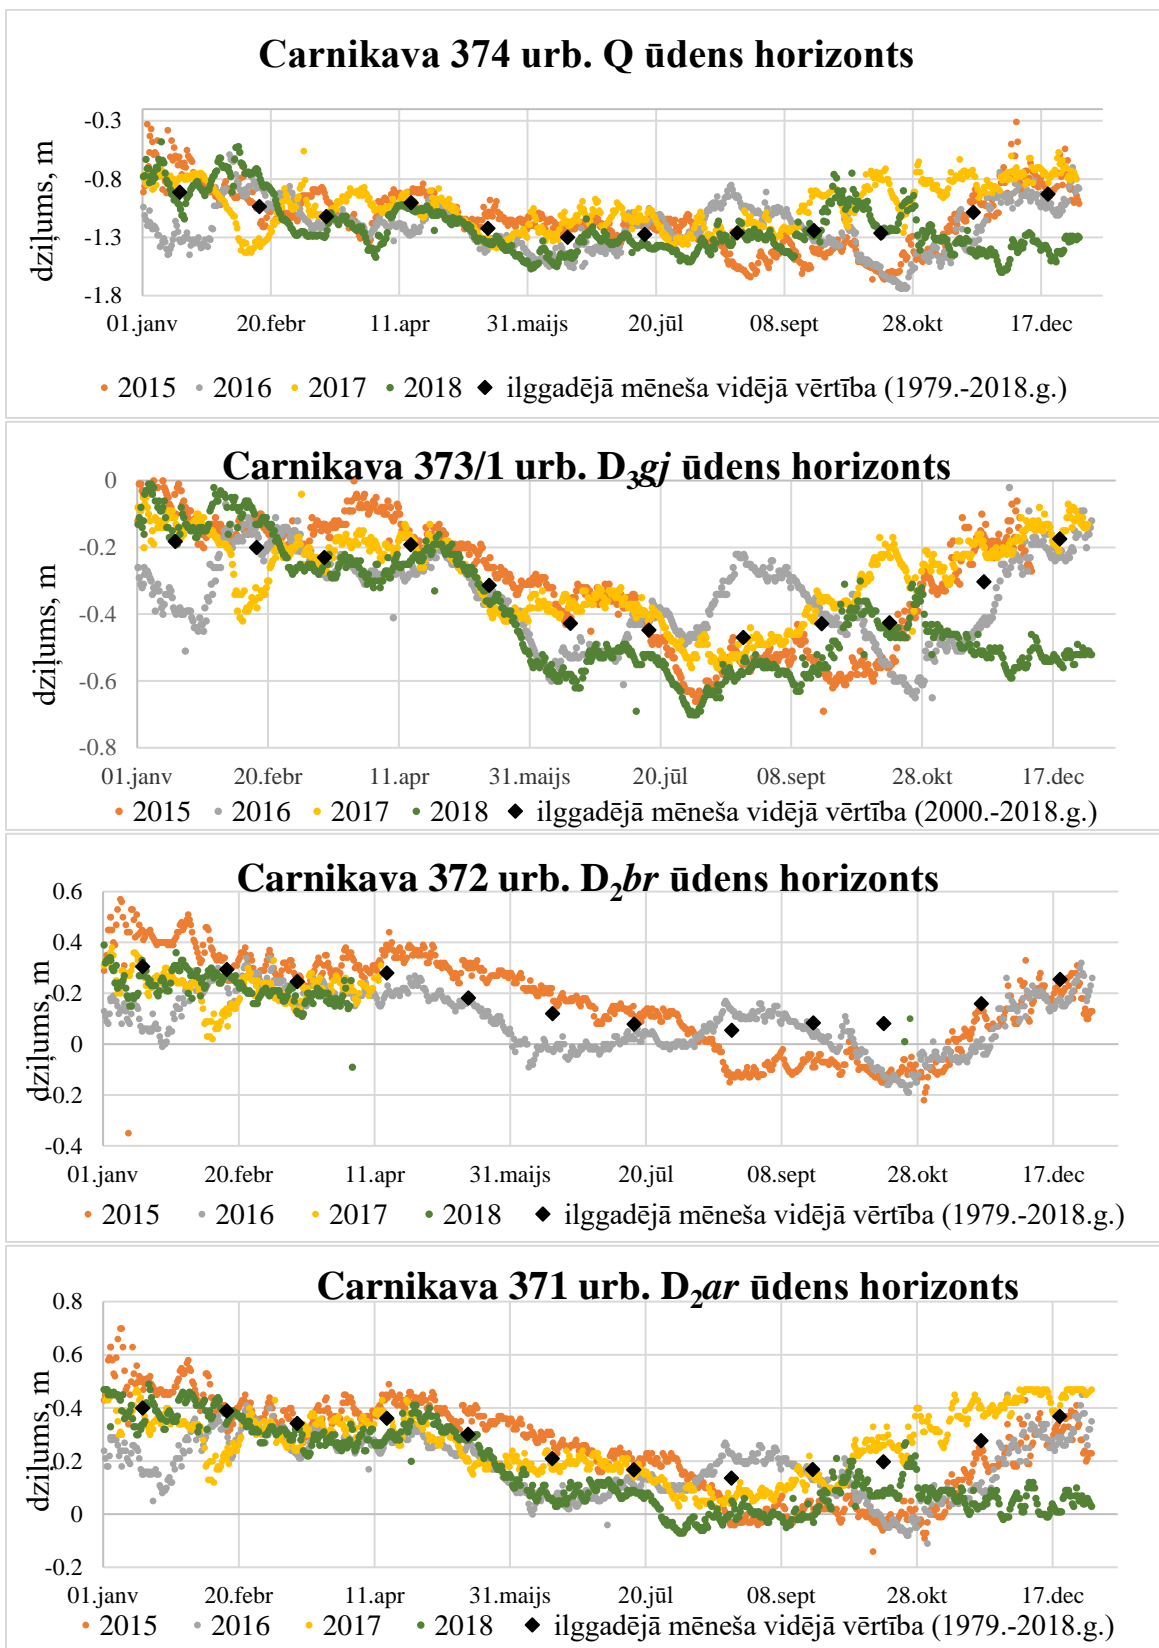 Carnikava 374 urb. Q ūdens horizonts
dziļums, m
-0.3
-0.8
-1.3
-1.8
01.janv 20.febr 11.apr 31.maijs 20.jūl 08.sept 28.okt 17.dec
2015 2016 2017 2018 ilggadējā mēneša vidējā vērtība (1979.-2018.g.)
Carnikava 373/1 urb. D₃gj ūdens horizonts
dziļums, m
0
-0.2
-0.4
-0.6
-0.8
01.janv 20.febr 11.apr 31.maijs 20.jūl 08.sept 28.okt 17.dec
2015 2016 2017 2018 ilggadējā mēneša vidējā vērtība (2000.-2018.g.)
Carnikava 372 urb. D₂br ūdens horizonts
dziļums, m
0.6
0.4
0.2
0
-0.2
-0.4
01.janv 20.febr 11.apr 31.maijs 20.jūl 08.sept 28.okt 17.dec
2015 2016 2017 2018 ilggadējā mēneša vidējā vērtība (1979.-2018.g.)
Carnikava 371 urb. D₂ar ūdens horizonts
dziļums, m
0.8
0.6
0.4
0.2
0
-0.2
01.janv 20.febr 11.apr 31.maijs 20.jūl 08.sept 28.okt 17.dec
2015 2016 2017 2018 ilggadējā mēneša vidējā vērtība (1979.-2018.g.)